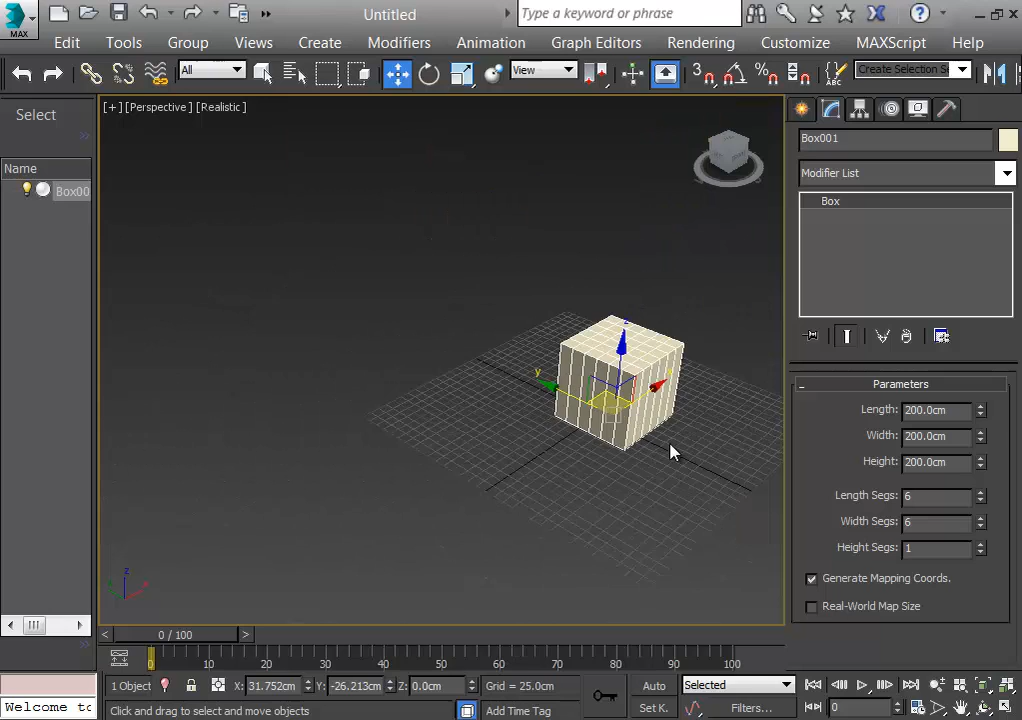 Untitled
Type a keyword or phrase
MAX
Edit Tools Group Views Create Modifiers Animation Graph Editors Rendering Customize MAXScript Help
All
View
3
%
ABC
Create Selection Se
Select
[+] [Perspective ] [Realistic ]
Box001
Name
Modifier List
Box00
Box
z
y
x
Parameters
Length: 200.0cm
Width: 200.0cm
Height: 200.0cm
Length Segs: 6
Width Segs: 6
Height Segs: 1
Generate Mapping Coords.
Real-World Map Size
z
0 / 100
0 10 20 30 40 50 60 70 80 90 100
1 Object X: 31.752cm Y: -26.213cm Z: 0.0cm Grid = 25.0cm Auto Selected
Welcome to Click and drag to select and move objects Add Time Tag Set K. Filters... 0